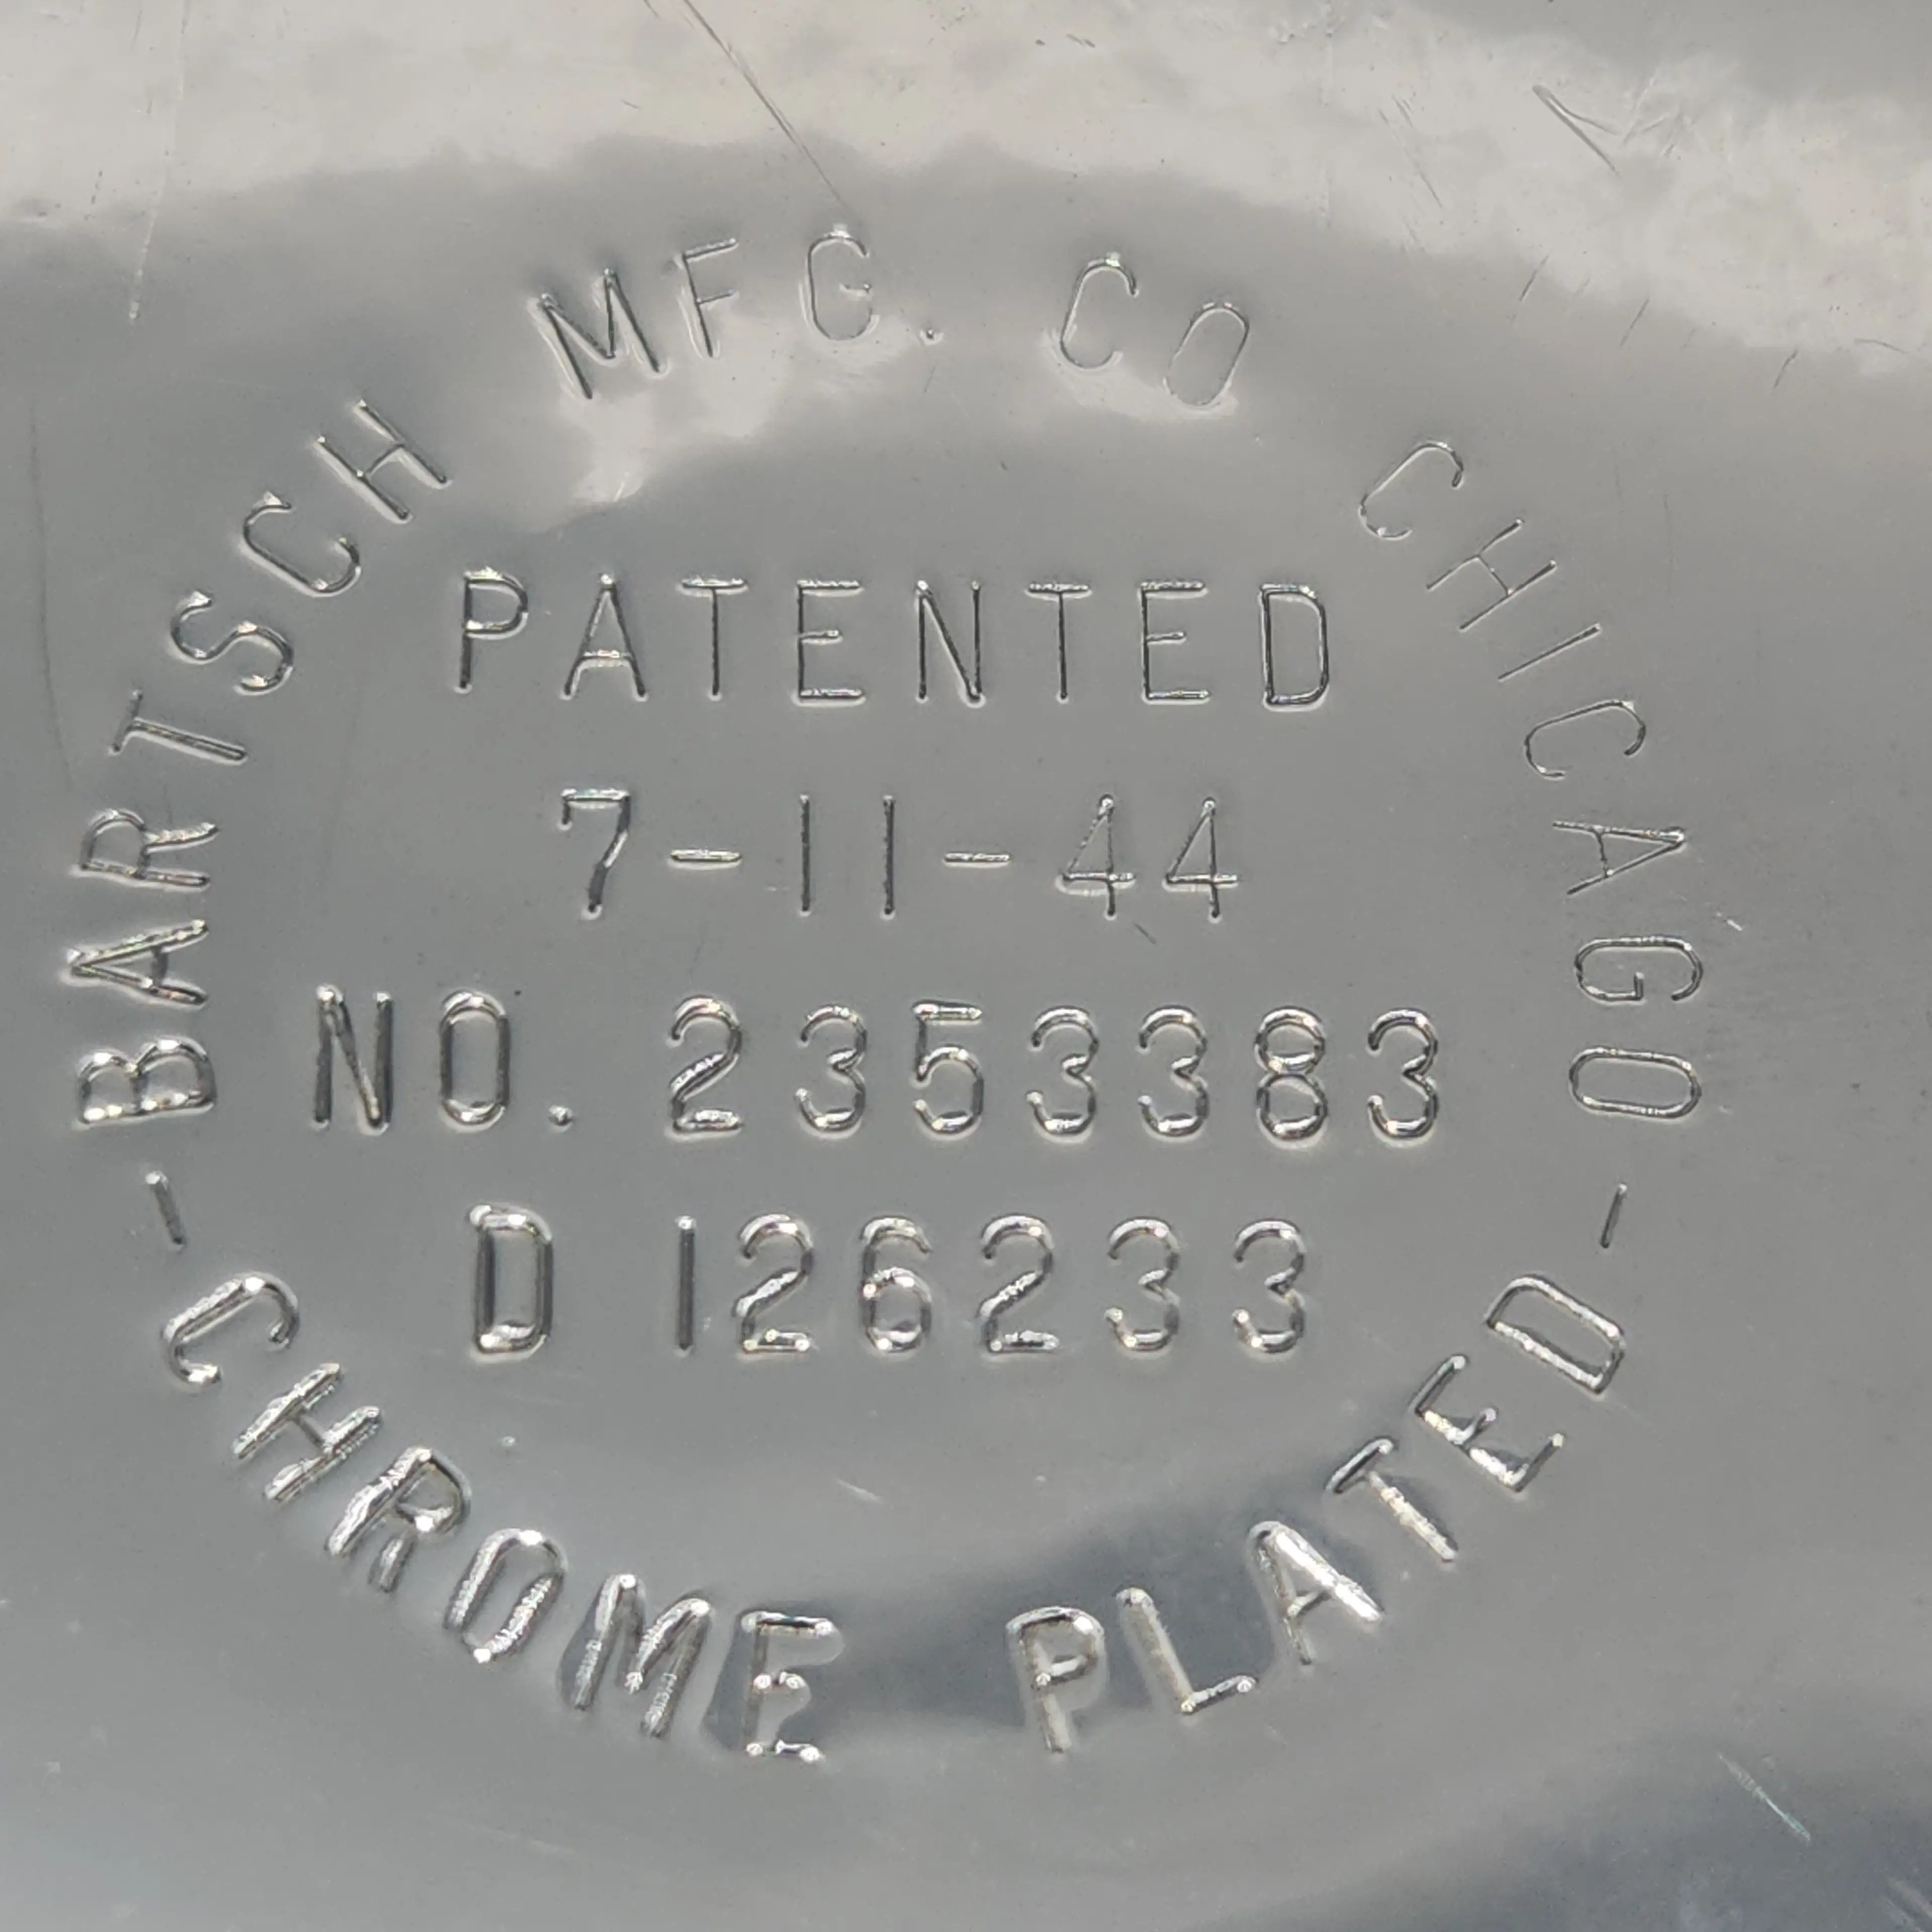 -BARTSCH MFG. CO CHICAGO-
PATENTED
7-11-44
NO. 2353383
D 126233
CHROME PLATED